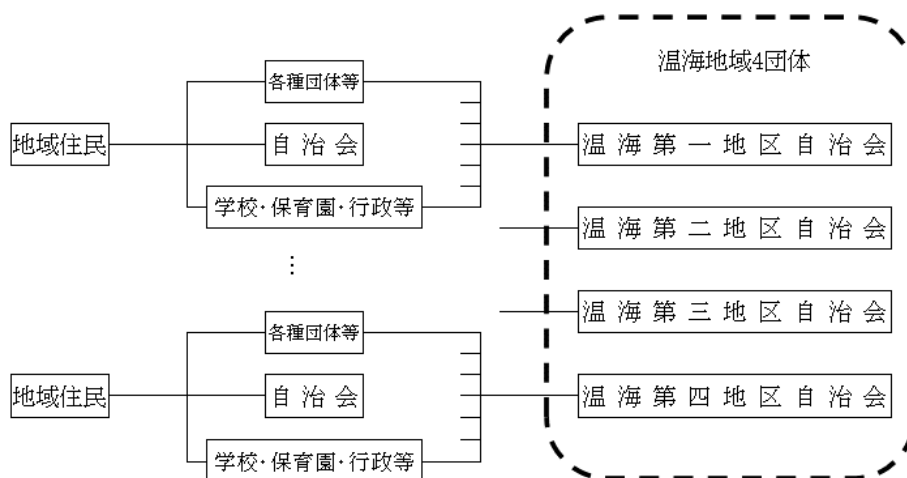 温海地域4団体
各種団体等
地域住民
自治会
学校・保育園・行政等
温海第一地区自治会
温海第二地区自治会
⋮
温海第三地区自治会
各種団体等
地域住民
自治会
学校・保育園・行政等
温海第四地区自治会